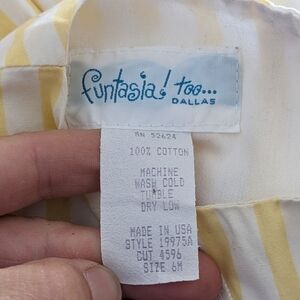 funtasia! too...
DALLAS
RN 52624
100% COTTON
MACHINE
WASH COLD
TUMBLE
DRY LOW
MADE IN USA
STYLE 19975A
CUT 4596
SIZE 6M